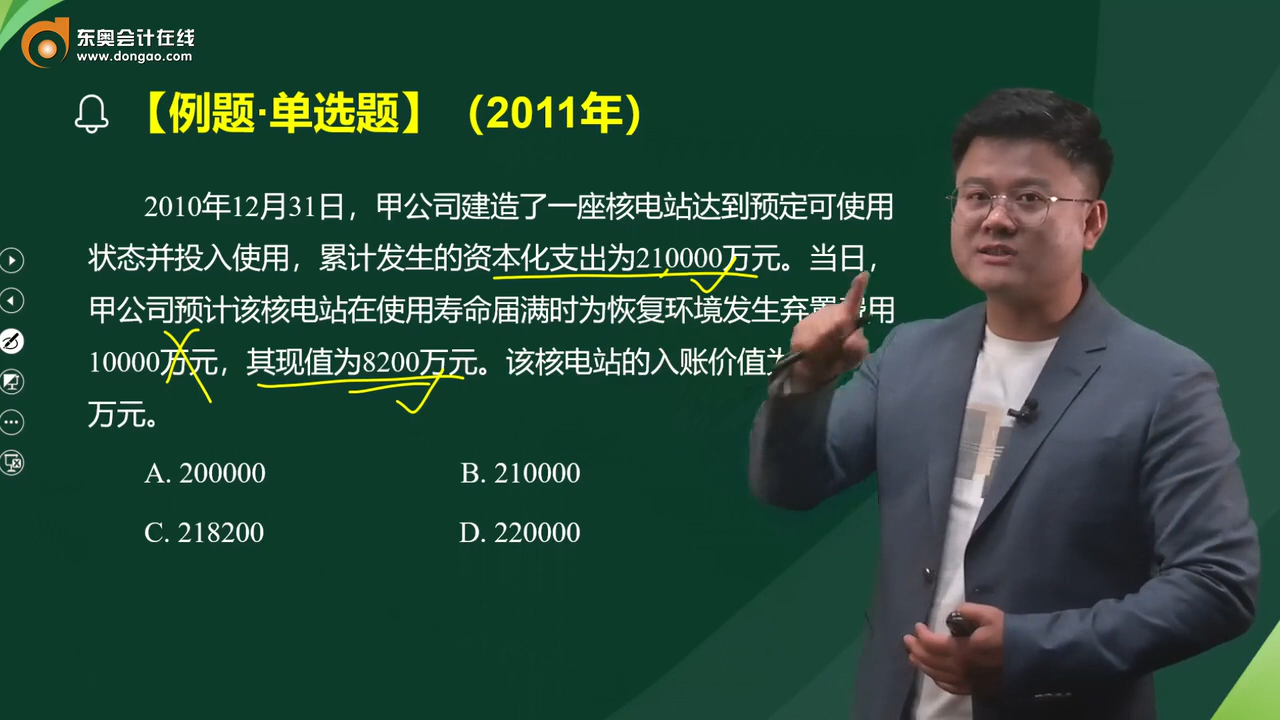 东奥会计在线
www.dongao.com
【例题·单选题】（2011年）
2010年12月31日，甲公司建造了一座核电站达到预定可使用
状态并投入使用，累计发生的资本化支出为210000万元。当日，
甲公司预计该核电站在使用寿命届满时为恢复环境发生弃置费用
10000万元，其现值为8200万元。该核电站的入账价值为
万元。
A. 200000
B. 210000
C. 218200
D. 220000